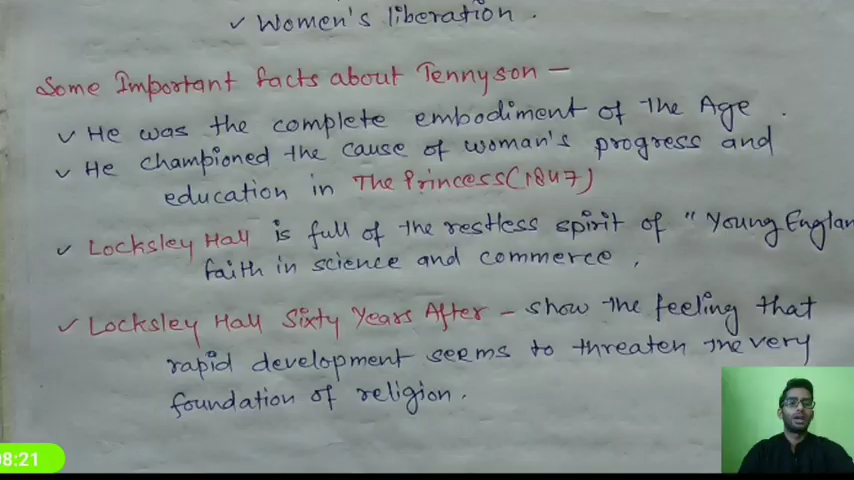 ✓ Women's liberation .
Some Important facts about Tennyson —
✓ He was the complete embodiment of the Age .
✓ He championed the cause of woman's progress and
education in The Princess (1847)
✓ Locksley Hall is full of the restless spirit of " Young Englan
faith in science and commerce .
✓ Locksley Hall Sixty Years After - show the feeling that
rapid development seems to threaten the very
foundation of religion .
08:21